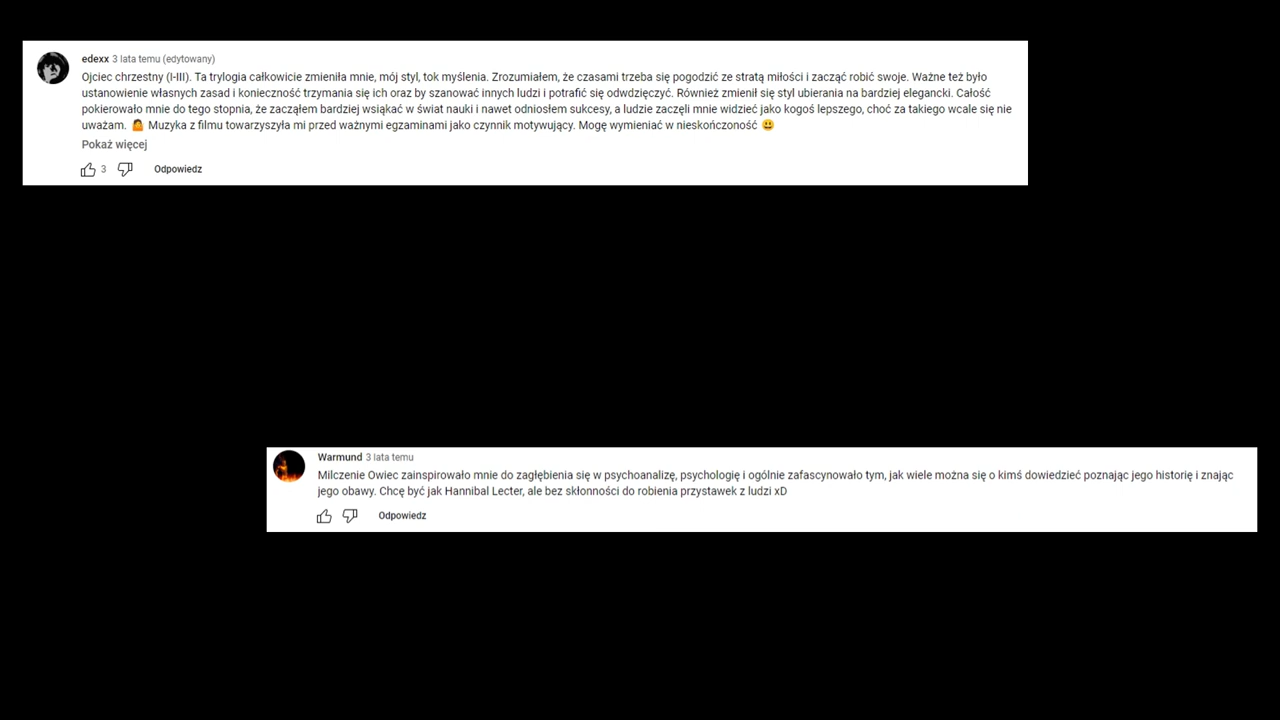 edexx 3 lata temu (edytowany)
Ojciec chrzestny (I-III). Ta trylogia całkowicie zmieniła mnie, mój styl, tok myślenia. Zrozumiałem, że czasami trzeba się pogodzić ze stratą miłości i zacząć robić swoje. Ważne też było
ustanowienie własnych zasad i konieczność trzymania się ich oraz by szanować innych ludzi i potrafić się odwdzięczyć. Również zmienił się styl ubierania na bardziej elegancki. Całość
pokierowało mnie do tego stopnia, że zacząłem bardziej wsiąkać w świat nauki i nawet odniosłem sukcesy, a ludzie zaczęli mnie widzieć jako kogoś lepszego, choć za takiego wcale się nie
uważam. 🤷 Muzyka z filmu towarzyszyła mi przed ważnymi egzaminami jako czynnik motywujący. Mogę wymieniać w nieskończoność 😃
Pokaż więcej
3 Odpowiedz
Warmund 3 lata temu
Milczenie Owiec zainspirowało mnie do zagłębienia się w psychoanalizę, psychologię i ogólnie zafascynowało tym, jak wiele można się o kimś dowiedzieć poznając jego historię i znając
jego obawy. Chcę być jak Hannibal Lecter, ale bez skłonności do robienia przystawek z ludzi xD
Odpowiedz